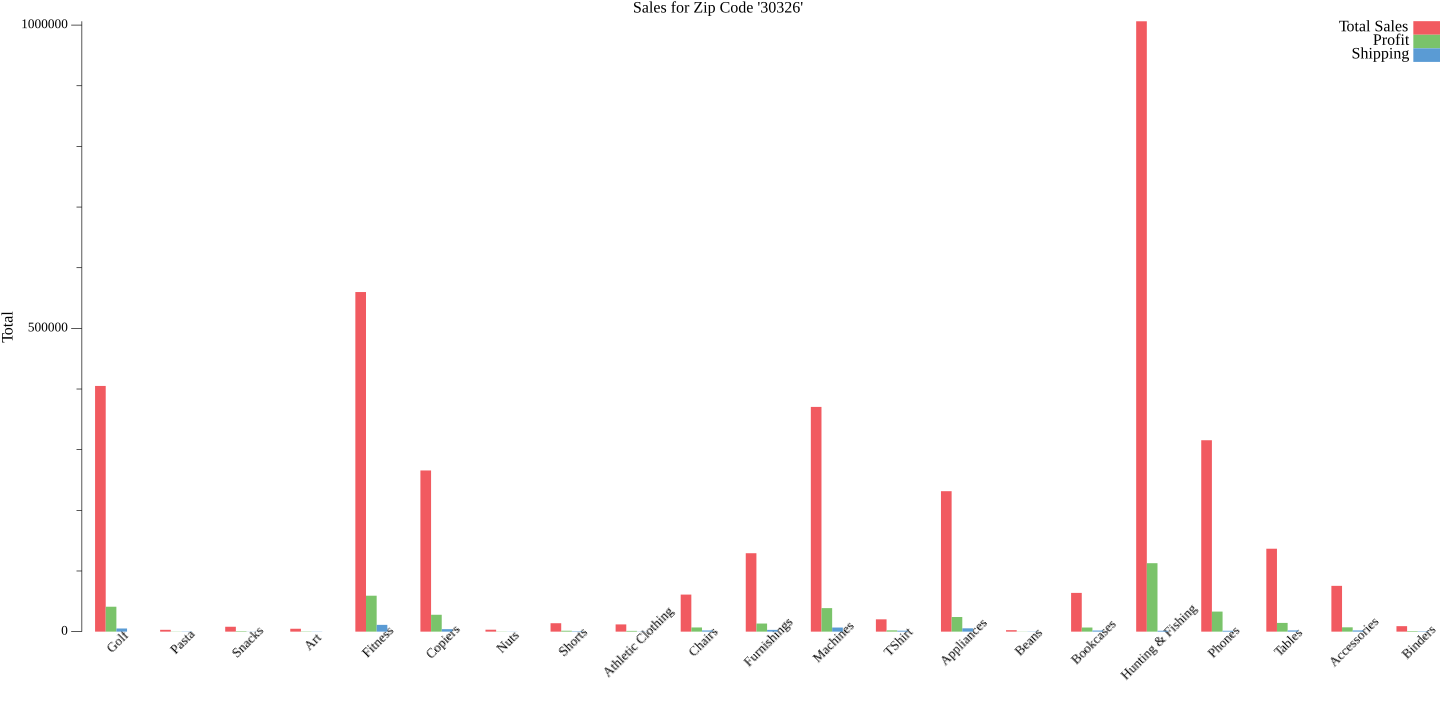 Sales for Zip Code '30326'
1000000
500000
0
Total
Total Sales
Profit
Shipping
Golf
Pasta
Snacks
Art
Fitness
Copiers
Nuts
Shorts
Athletic Clothing
Chairs
Furnishings
Machines
TShirt
Appliances
Beans
Bookcases
Hunting & Fishing
Phones
Tables
Accessories
Binders